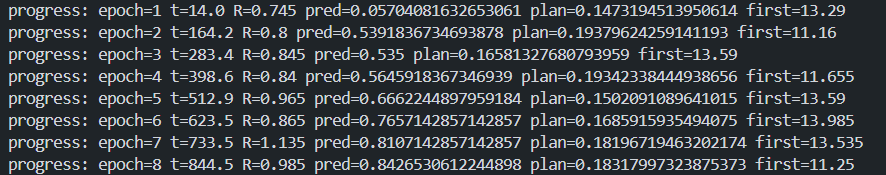 progress: epoch=1 t=14.0 R=0.745 pred=0.05704081632653061 plan=0.1473194513950614 first=13.29
progress: epoch=2 t=164.2 R=0.8 pred=0.5391836734693878 plan=0.19379624259141193 first=11.16
progress: epoch=3 t=283.4 R=0.845 pred=0.535 plan=0.16581327680793959 first=13.59
progress: epoch=4 t=398.6 R=0.84 pred=0.5645918367346939 plan=0.19342338444938656 first=11.655
progress: epoch=5 t=512.9 R=0.965 pred=0.6662244897959184 plan=0.1502091089641015 first=13.59
progress: epoch=6 t=623.5 R=0.865 pred=0.7657142857142857 plan=0.1685915935494075 first=13.985
progress: epoch=7 t=733.5 R=1.135 pred=0.8107142857142857 plan=0.18196719463202174 first=13.535
progress: epoch=8 t=844.5 R=0.985 pred=0.8426530612244898 plan=0.18317997323875373 first=11.25